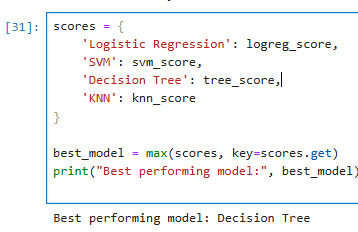 [31]:
scores = {
    'Logistic Regression': logreg_score,
    'SVM': svm_score,
    'Decision Tree': tree_score,
    'KNN': knn_score
}
best_model = max(scores, key=scores.get)
print("Best performing model:", best_model)
Best performing model: Decision Tree